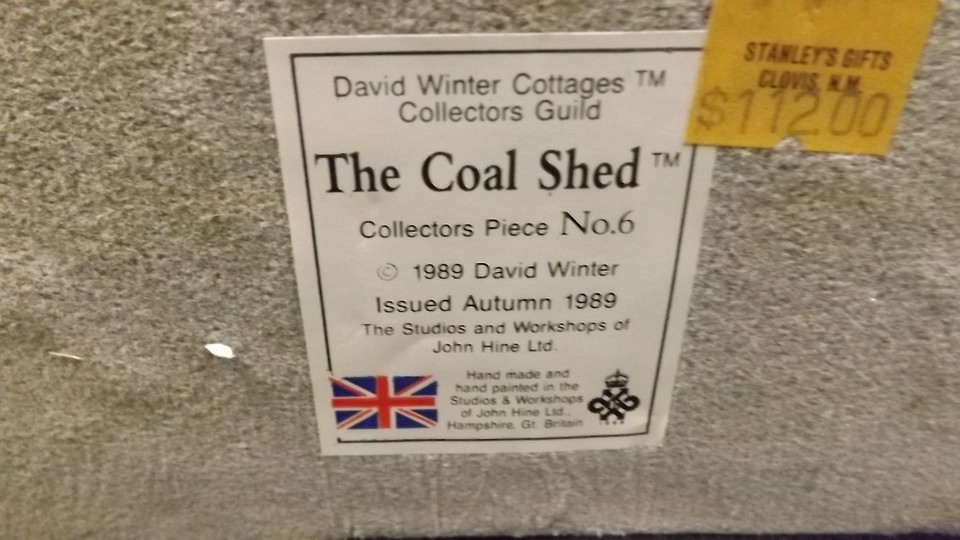 David Winter Cottages ™
Collectors Guild
The Coal Shed ™
Collectors Piece No.6
© 1989 David Winter
Issued Autumn 1989
The Studios and Workshops of
John Hine Ltd.
Hand made and
hand painted in the
Studios & Workshops
of John Hine Ltd.,
Hampshire, Gt. Britain
STANLEY'S GIFTS
CLOVIS, N.M.
$112.00